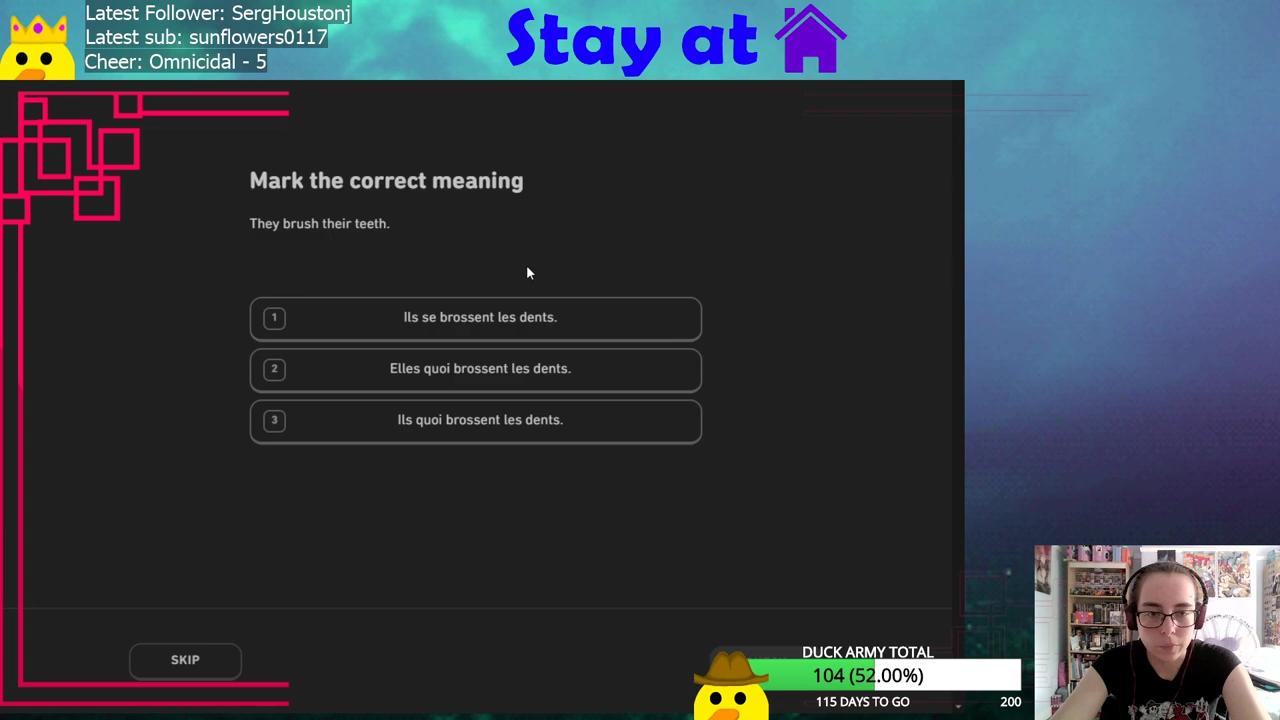 Latest Follower: SergHoustonj
Latest sub: sunflowers0117
Cheer: Omnicidal - 5
Stay at
Mark the correct meaning
They brush their teeth.
1 Ils se brossent les dents.
2 Elles quoi brossent les dents.
3 Ils quoi brossent les dents.
SKIP
DUCK ARMY TOTAL
104 (52.00%)
115 DAYS TO GO 200